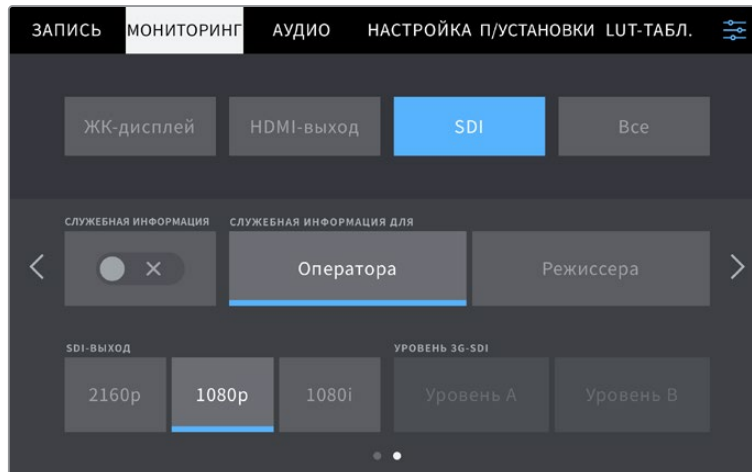 ЗАПИСЬ МОНИТОРИНГ АУДИО НАСТРОЙКА П/УСТАНОВКИ LUT-ТАБЛ.
ЖК-дисплей HDMI-выход SDI Все
СЛУЖЕБНАЯ ИНФОРМАЦИЯ СЛУЖЕБНАЯ ИНФОРМАЦИЯ ДЛЯ
Оператора Режиссера
SDI-ВЫХОД УРОВЕНЬ 3G-SDI
2160p 1080p 1080i Уровень A Уровень B